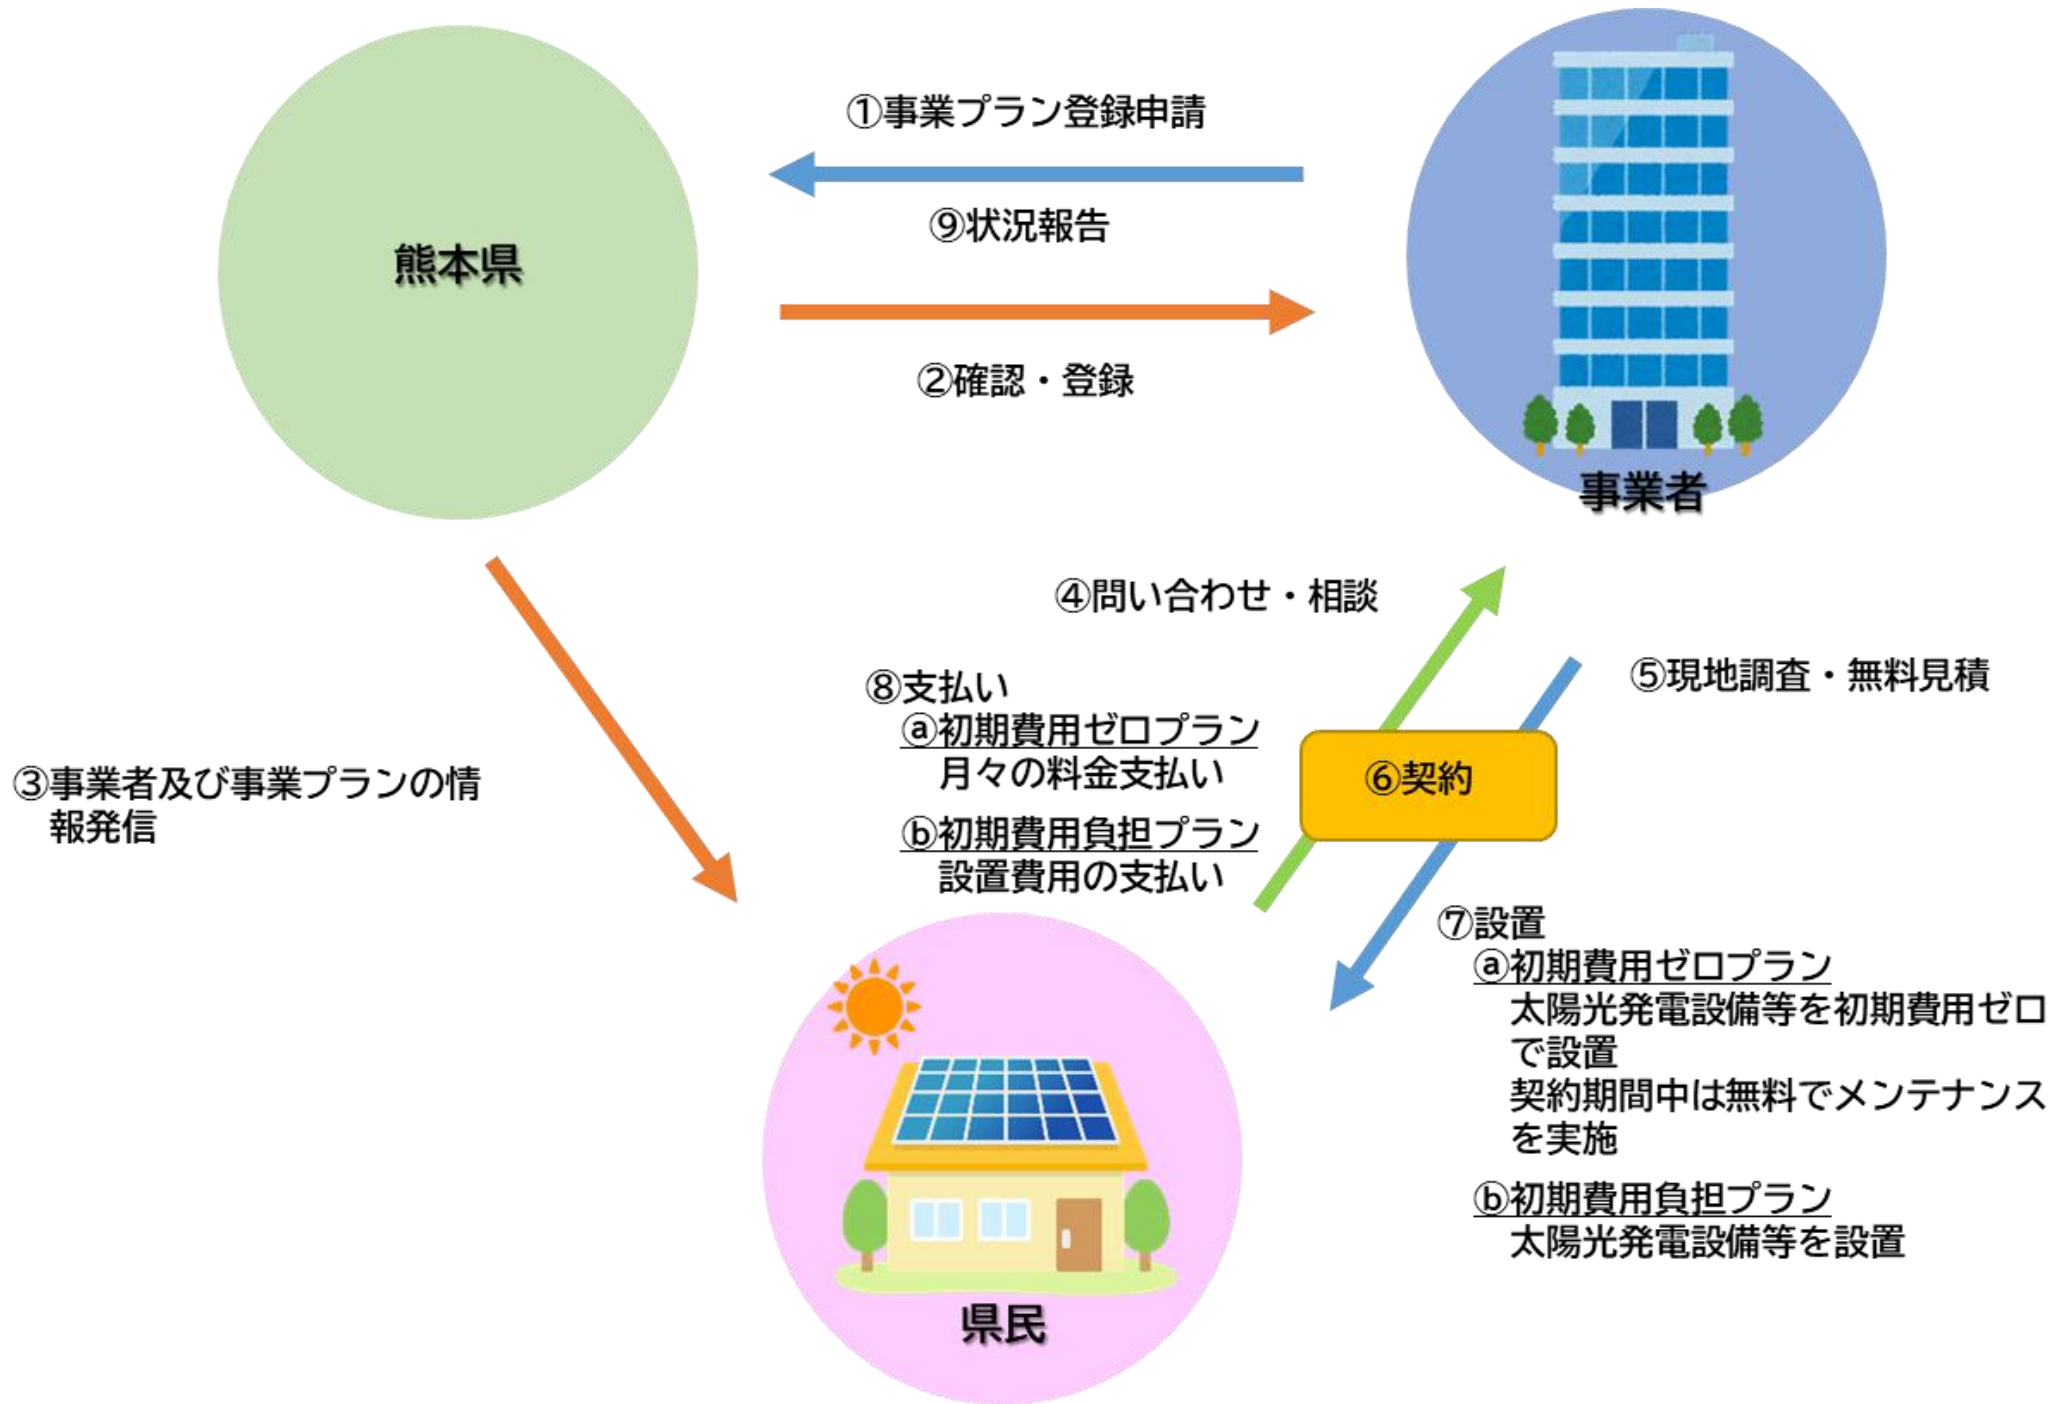 熊本県
①事業プラン登録申請
⑨状況報告
②確認・登録
事業者
③事業者及び事業プランの情
報発信
④問い合わせ・相談
⑤現地調査・無料見積
⑥契約
⑧支払い
ⓐ初期費用ゼロプラン
月々の料金支払い
ⓑ初期費用負担プラン
設置費用の支払い
⑦設置
ⓐ初期費用ゼロプラン
太陽光発電設備等を初期費用ゼロ
で設置
契約期間中は無料でメンテナンス
を実施
ⓑ初期費用負担プラン
太陽光発電設備等を設置
県民